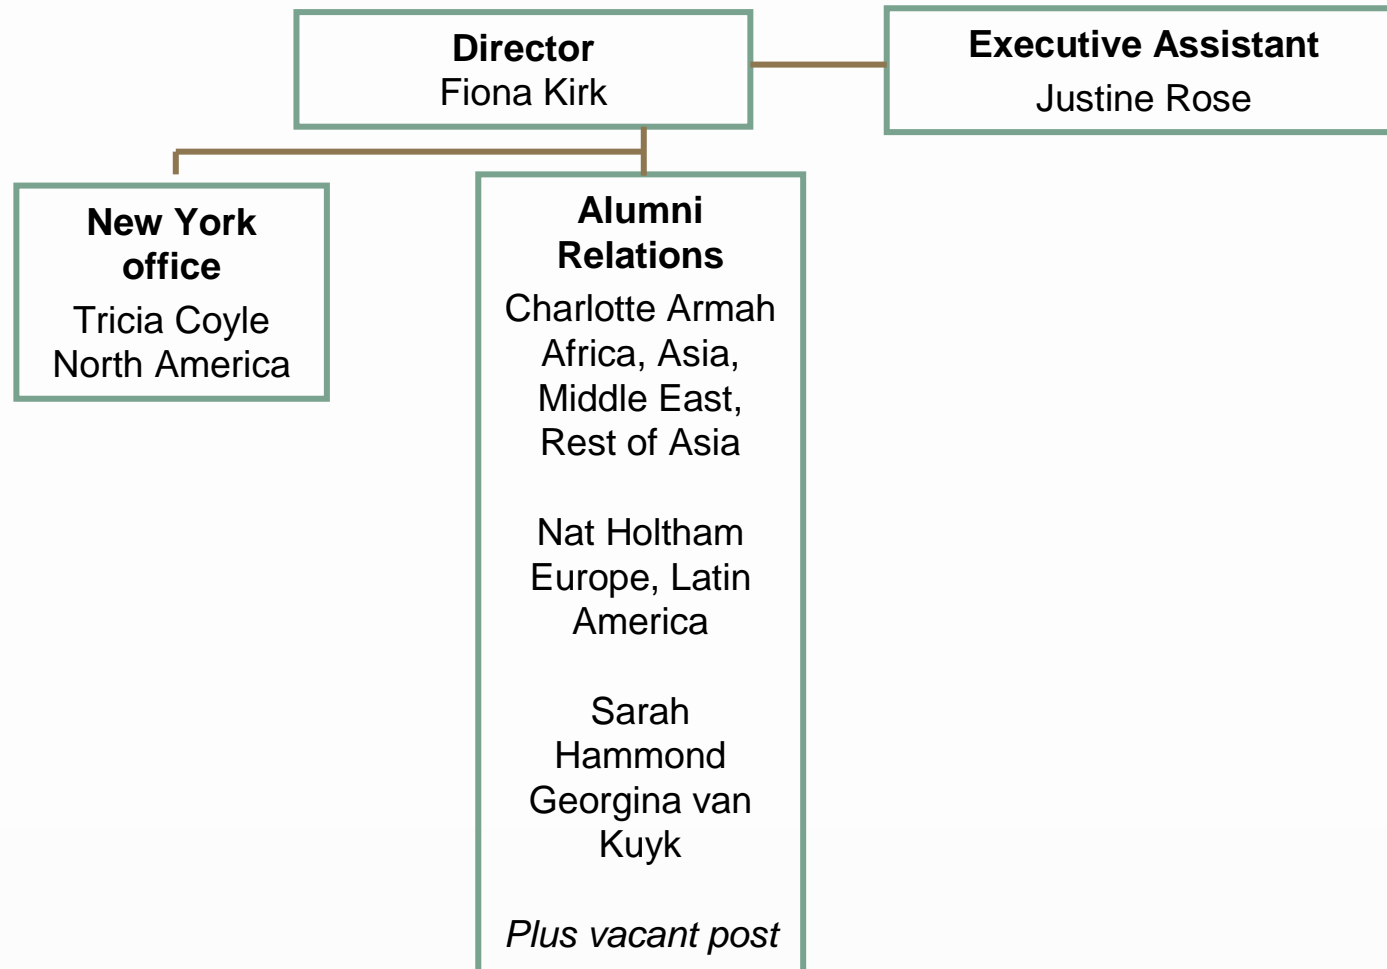 Director
Fiona Kirk
Executive Assistant
Justine Rose
New York
office
Tricia Coyle
North America
Alumni
Relations
Charlotte Armah
Africa, Asia,
Middle East,
Rest of Asia
Nat Holtham
Europe, Latin
America
Sarah
Hammond
Georgina van
Kuyk
Plus vacant post